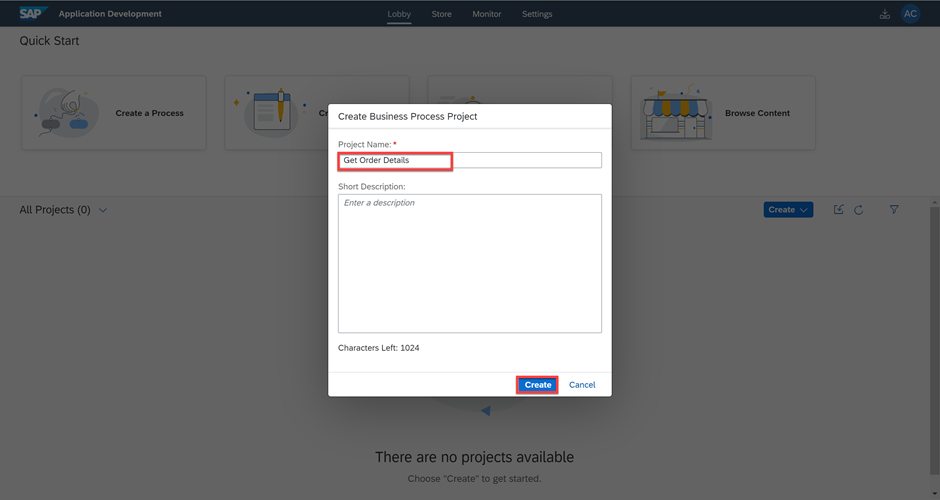 SAP Application Development Lobby Store Monitor Settings AC
Quick Start
Create a Process
Browse Content
Create Business Process Project
Project Name: *
Get Order Details
Short Description:
Enter a description
Characters Left: 1024
Create Cancel
All Projects (0) Create
There are no projects available
Choose "Create" to get started.